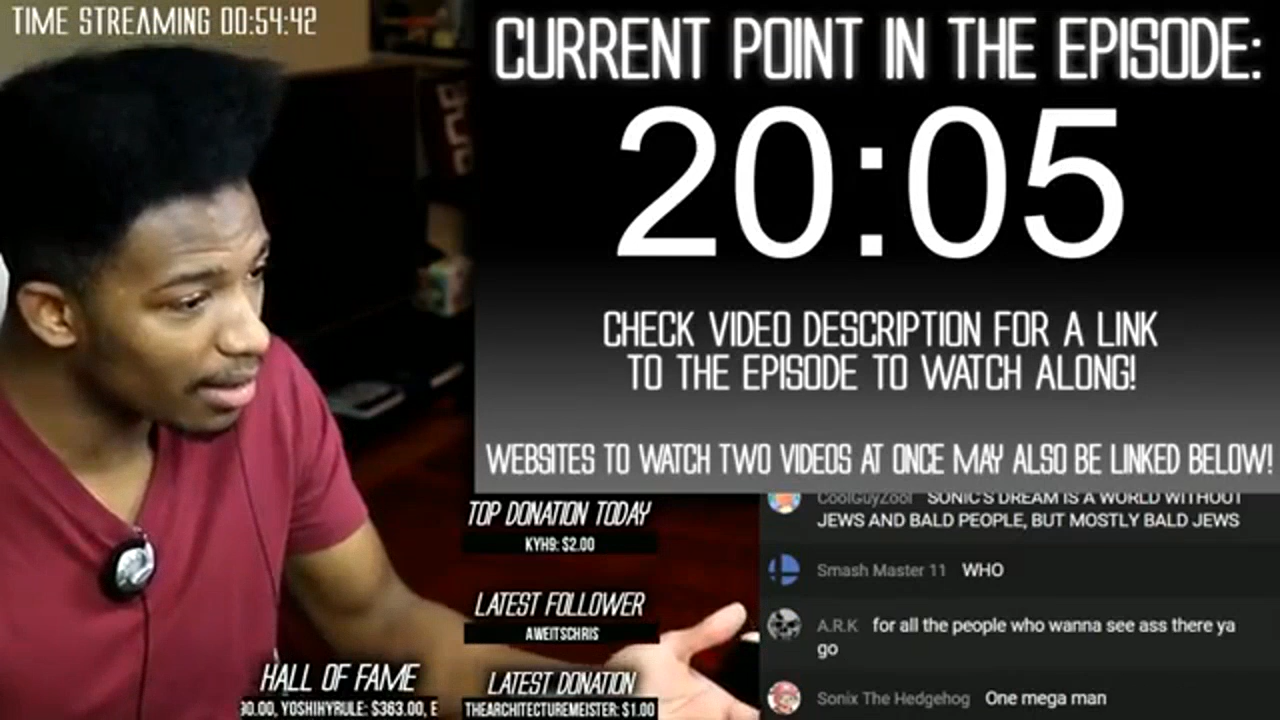 TIME STREAMING 00:54:42
CURRENT POINT IN THE EPISODE:
20:05
CHECK VIDEO DESCRIPTION FOR A LINK
TO THE EPISODE TO WATCH ALONG!
WEBSITES TO WATCH TWO VIDEOS AT ONCE MAY ALSO BE LINKED BELOW!
TOP DONATION TODAY
KYH9: $2.00
LATEST FOLLOWER
AWEITSCHRIS
HALL OF FAME
00, YOSHIHYRULE: $363.00, E
LATEST DONATION
THEARCHITECTUREMEISTER: $1.00
CoolGuyZool SONIC'S DREAM IS A WORLD WITHOUT
JEWS AND BALD PEOPLE, BUT MOSTLY BALD JEWS
Smash Master 11 WHO
A.R.K for all the people who wanna see ass there ya
go
Sonix The Hedgehog One mega man